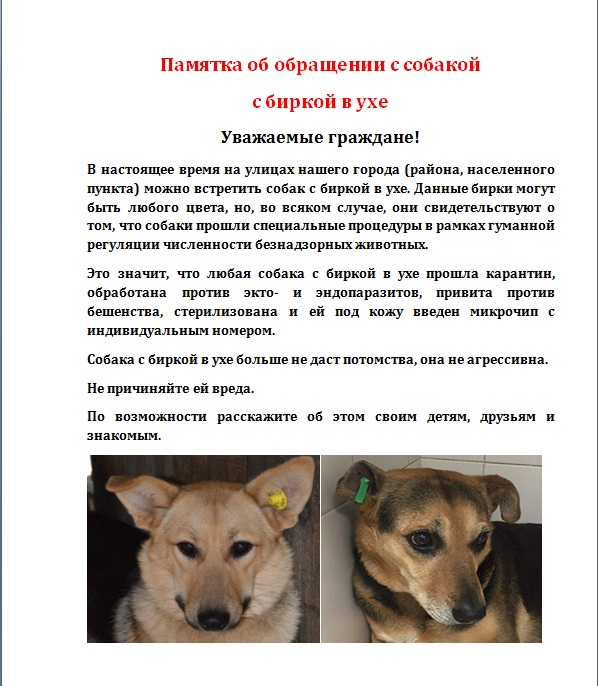 Памятка об обращении с собакой
с биркой в ухе
Уважаемые граждане!
В настоящее время на улицах нашего города (района, населенного
пункта) можно встретить собак с биркой в ухе. Данные бирки могут
быть любого цвета, но, во всяком случае, они свидетельствуют о
том, что собаки прошли специальные процедуры в рамках гуманной
регуляции численности безнадзорных животных.
Это значит, что любая собака с биркой в ухе прошла карантин,
обработана против экто- и эндопаразитов, привита против
бешенства, стерилизована и ей под кожу введен микрочип с
индивидуальным номером.
Собака с биркой в ухе больше не даст потомства, она не агрессивна.
Не причиняйте ей вреда.
По возможности расскажите об этом своим детям, друзьям и
знакомым.